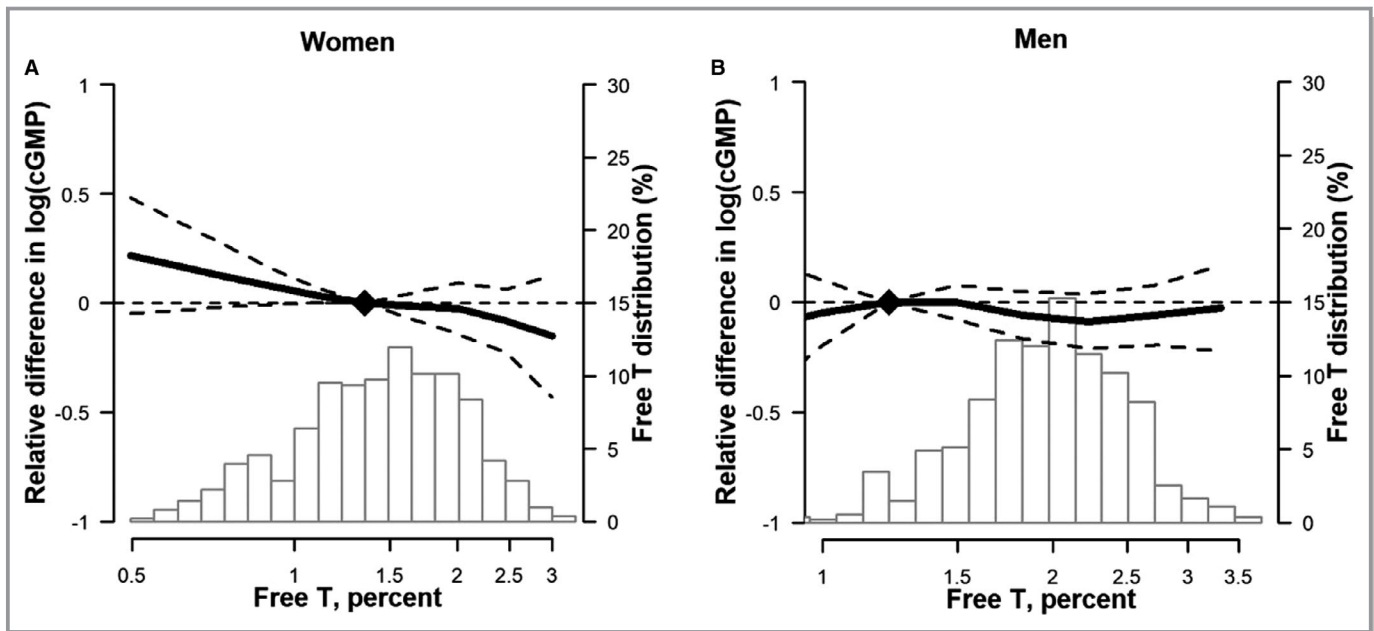 Women
A
Relative difference in log(cGMP)
1
0.5
0
-0.5
-1
30
25
20
15
10
5
0
Free T distribution (%)
0.5 1 1.5 2 2.5 3
Free T, percent
Men
B
Relative difference in log(cGMP)
1
0.5
0
-0.5
-1
30
25
20
15
10
5
0
Free T distribution (%)
1 1.5 2 2.5 3 3.5
Free T, percent